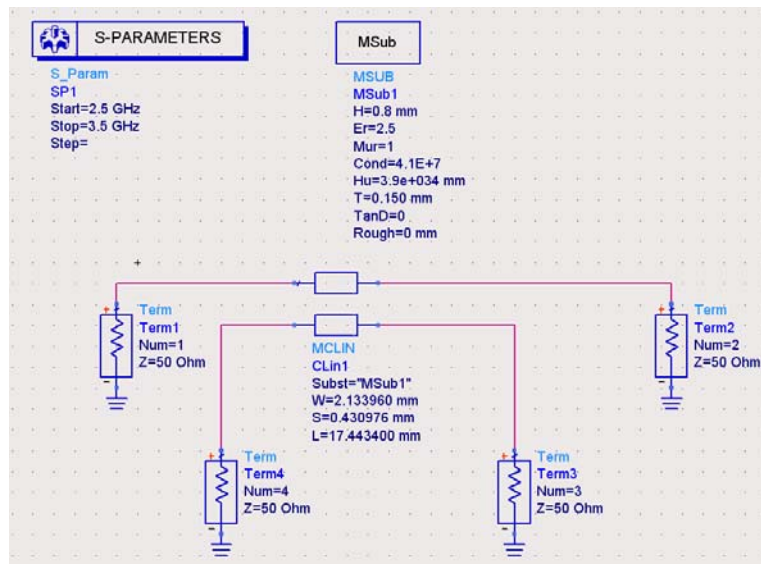 S-PARAMETERS
S_Param
SP1
Start=2.5 GHz
Stop=3.5 GHz
Step=
MSub
MSUB
MSub1
H=0.8 mm
Er=2.5
Mur=1
Cond=4.1E+7
Hu=3.9e+034 mm
T=0.150 mm
TanD=0
Rough=0 mm
+
Term
Term1
Num=1
Z=50 Ohm
-
+
Term
Term2
Num=2
Z=50 Ohm
-
MCLIN
CLin1
Subst="MSub1"
W=2.133960 mm
S=0.430976 mm
L=17.443400 mm
+
Term
Term4
Num=4
Z=50 Ohm
-
+
Term
Term3
Num=3
Z=50 Ohm
-